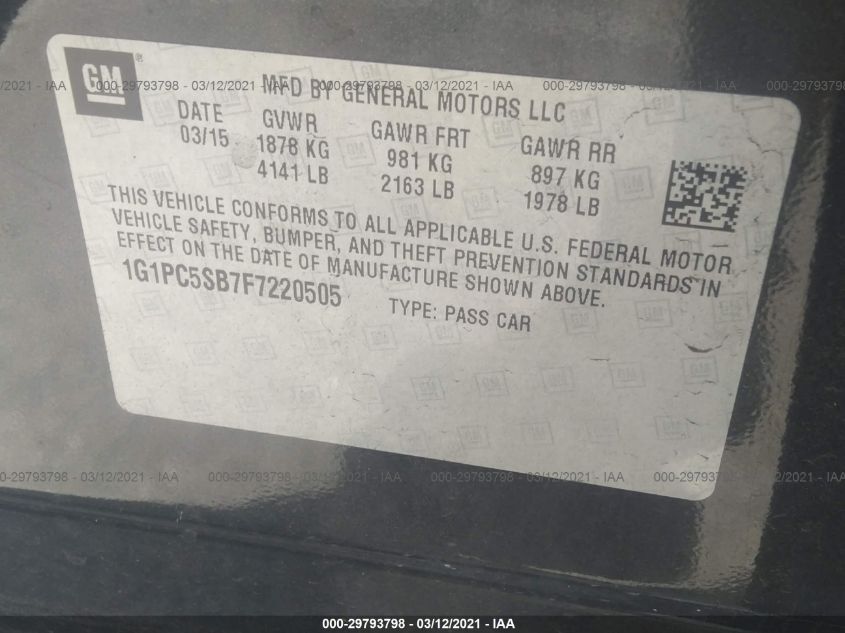 GM ®
MFD BY GENERAL MOTORS LLC
DATE GVWR GAWR FRT GAWR RR
03/15 1878 KG 981 KG 897 KG
4141 LB 2163 LB 1978 LB
THIS VEHICLE CONFORMS TO ALL APPLICABLE U.S. FEDERAL MOTOR
VEHICLE SAFETY, BUMPER, AND THEFT PREVENTION STANDARDS IN
EFFECT ON THE DATE OF MANUFACTURE SHOWN ABOVE.
1G1PC5SB7F7220505 TYPE: PASS CAR
000-29793798 - 03/12/2021 - IAA